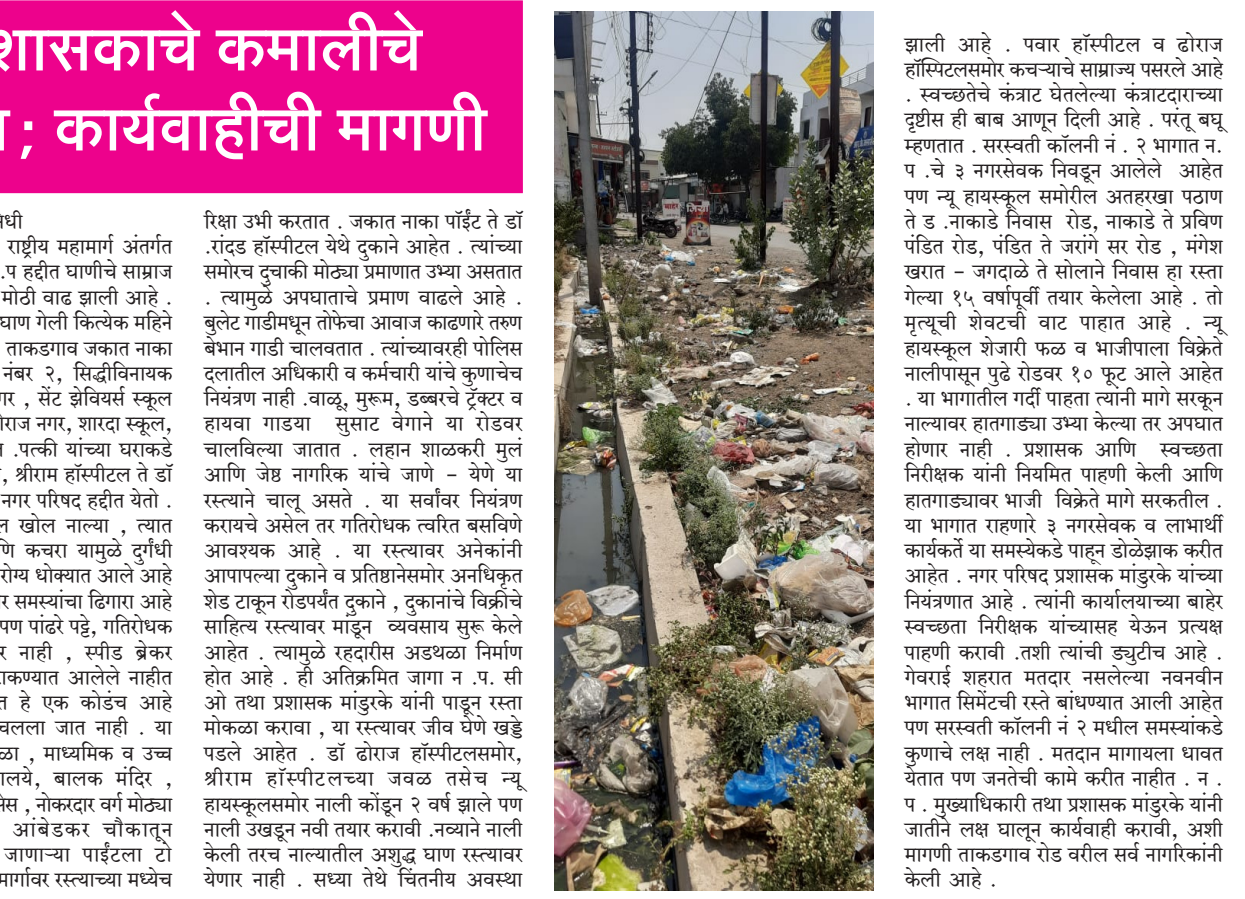 शासकाचे कमालीचे
; कार्यवाहीची मागणी
राष्ट्रीय महामार्ग अंतर्गत
.प हद्दीत घाणीचे साम्राज
मोठी वाढ झाली आहे .
घाण गेली कित्येक महिने
ताकडगाव जकात नाका
नंबर २, सिद्धीविनायक
गर , सेंट झेवियर्स स्कूल
राज नगर, शारदा स्कूल,
.पत्की यांच्या घराकडे
, श्रीराम हॉस्पीटल ते डॉ
नगर परिषद हद्दीत येतो .
खोल नाल्या , त्यात
णि कचरा यामुळे दुर्गंधी
रोग्य धोक्यात आले आहे
र समस्यांचा ढिगारा आहे
पण पांढरे पट्टे, गतिरोधक
र नाही , स्पीड ब्रेकर
ाकण्यात आलेले नाहीत
त हे एक कोडंच आहे
चलला जात नाही . या
ळा , माध्यमिक व उच्च
ालये, बालक मंदिर ,
सेस , नोकरदार वर्ग मोठ्या
आंबेडकर चौकातून
जाणाऱ्या पाईंटला टो
मार्गावर रस्त्याच्या मध्येच
रिक्षा उभी करतात . जकात नाका पॉईंट ते डॉ
.रांदड हॉस्पीटल येथे दुकाने आहेत . त्यांच्या
समोरच दुचाकी मोठ्या प्रमाणात उभ्या असतात
. त्यामुळे अपघाताचे प्रमाण वाढले आहे .
बुलेट गाडीमधून तोफेचा आवाज काढणारे तरुण
बेभान गाडी चालवतात . त्यांच्यावरही पोलिस
दलातील अधिकारी व कर्मचारी यांचे कुणाचेच
नियंत्रण नाही .वाळू, मुरूम, डब्बरचे ट्रॅक्टर व
हायवा गाडया सुसाट वेगाने या रोडवर
चालविल्या जातात . लहान शाळकरी मुलं
आणि जेष्ठ नागरिक यांचे जाणे – येणे या
रस्त्याने चालू असते . या सर्वांवर नियंत्रण
करायचे असेल तर गतिरोधक त्वरित बसविणे
आवश्यक आहे . या रस्त्यावर अनेकांनी
आपापल्या दुकाने व प्रतिष्ठानेसमोर अनधिकृत
शेड टाकून रोडपर्यंत दुकाने , दुकानांचे विक्रीचे
साहित्य रस्त्यावर मांडून व्यवसाय सुरू केले
आहेत . त्यामुळे रहदारीस अडथळा निर्माण
होत आहे . ही अतिक्रमित जागा न .प. सी
ओ तथा प्रशासक मांडुरके यांनी पाडून रस्ता
मोकळा करावा , या रस्त्यावर जीव घेणे खड्डे
पडले आहेत . डॉ ढोराज हॉस्पीटलसमोर,
श्रीराम हॉस्पीटलच्या जवळ तसेच न्यू
हायस्कूलसमोर नाली कोंडून २ वर्ष झाले पण
नाली उखडून नवी तयार करावी .नव्याने नाली
केली तरच नाल्यातील अशुद्ध घाण रस्त्यावर
येणार नाही . सध्या तेथे चिंतनीय अवस्था
झाली आहे . पवार हॉस्पीटल व ढोराज
हॉस्पिटलसमोर कचऱ्याचे साम्राज्य पसरले आहे
. स्वच्छतेचे कंत्राट घेतलेल्या कंत्राटदाराच्या
दृष्टीस ही बाब आणून दिली आहे . परंतू बघू
म्हणतात . सरस्वती कॉलनी नं . २ भागात न.
प .चे ३ नगरसेवक निवडून आलेले आहेत
पण न्यू हायस्कूल समोरील अतहरखा पठाण
ते ड .नाकाडे निवास रोड, नाकाडे ते प्रविण
पंडित रोड, पंडित ते जरांगे सर रोड , मंगेश
खरात – जगदाळे ते सोलाने निवास हा रस्ता
गेल्या १५ वर्षापूर्वी तयार केलेला आहे . तो
मृत्यूची शेवटची वाट पाहात आहे . न्यू
हायस्कूल शेजारी फळ व भाजीपाला विक्रेते
नालीपासून पुढे रोडवर १० फूट आले आहेत
. या भागातील गर्दी पाहता त्यांनी मागे सरकून
नाल्यावर हातगाड्या उभ्या केल्या तर अपघात
होणार नाही . प्रशासक आणि स्वच्छता
निरीक्षक यांनी नियमित पाहणी केली आणि
हातगाड्यावर भाजी विक्रेते मागे सरकतील .
या भागात राहणारे ३ नगरसेवक व लाभार्थी
कार्यकर्ते या समस्येकडे पाहून डोळेझाक करीत
आहेत . नगर परिषद प्रशासक मांडुरके यांच्या
नियंत्रणात आहे . त्यांनी कार्यालयाच्या बाहेर
स्वच्छता निरीक्षक यांच्यासह येऊन प्रत्यक्ष
पाहणी करावी .तशी त्यांची ड्युटीच आहे .
गेवराई शहरात मतदार नसलेल्या नवनवीन
भागात सिमेंटची रस्ते बांधण्यात आली आहेत
पण सरस्वती कॉलनी नं २ मधील समस्यांकडे
कुणाचे लक्ष नाही . मतदान मागायला धावत
येतात पण जनतेची कामे करीत नाहीत . न .
प . मुख्याधिकारी तथा प्रशासक मांडुरके यांनी
जातीने लक्ष घालून कार्यवाही करावी, अशी
मागणी ताकडगाव रोड वरील सर्व नागरिकांनी
केली आहे .